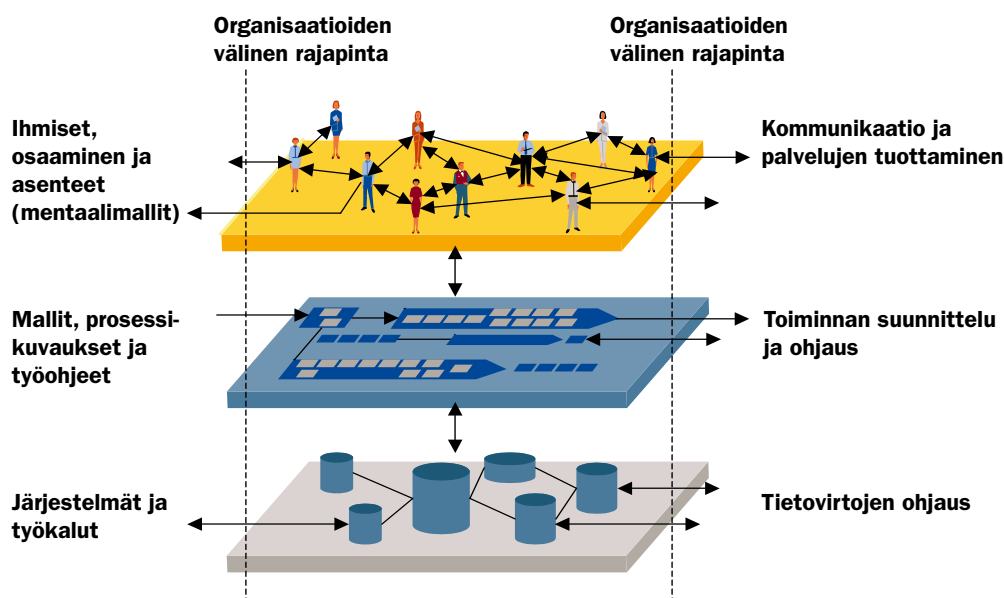 Organisaatioiden
välinen rajapinta
Organisaatioiden
välinen rajapinta
Ihmiset,
osaaminen ja
asenteet
(mentaalimallit)
Kommunikaatio ja
palvelujen tuottaminen
Mallit, prosessi-
kuvaukset ja
työohjeet
Toiminnan suunnittelu
ja ohjaus
Järjestelmät ja
työkalut
Tietovirtojen ohjaus